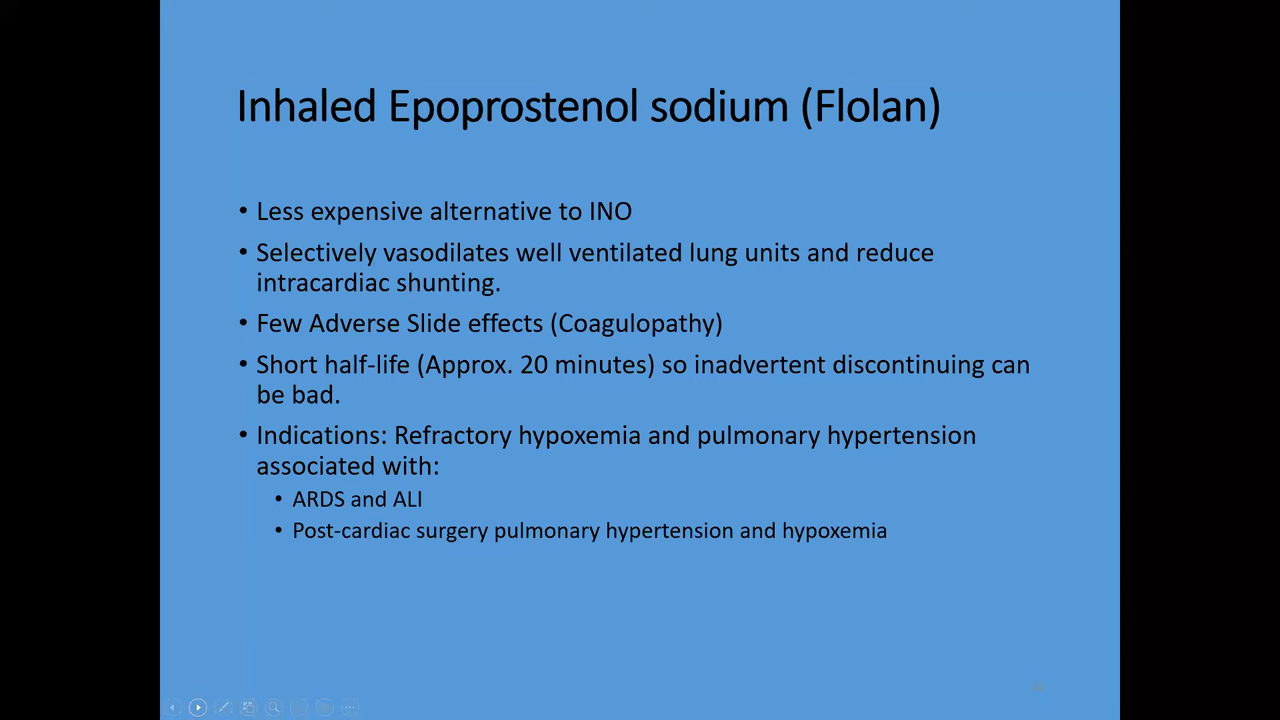 Inhaled Epoprostenol sodium (Flolan)
• Less expensive alternative to INO
• Selectively vasodilates well ventilated lung units and reduce
intracardiac shunting.
• Few Adverse Slide effects (Coagulopathy)
• Short half-life (Approx. 20 minutes) so inadvertent discontinuing can
be bad.
• Indications: Refractory hypoxemia and pulmonary hypertension
associated with:
• ARDS and ALI
• Post-cardiac surgery pulmonary hypertension and hypoxemia